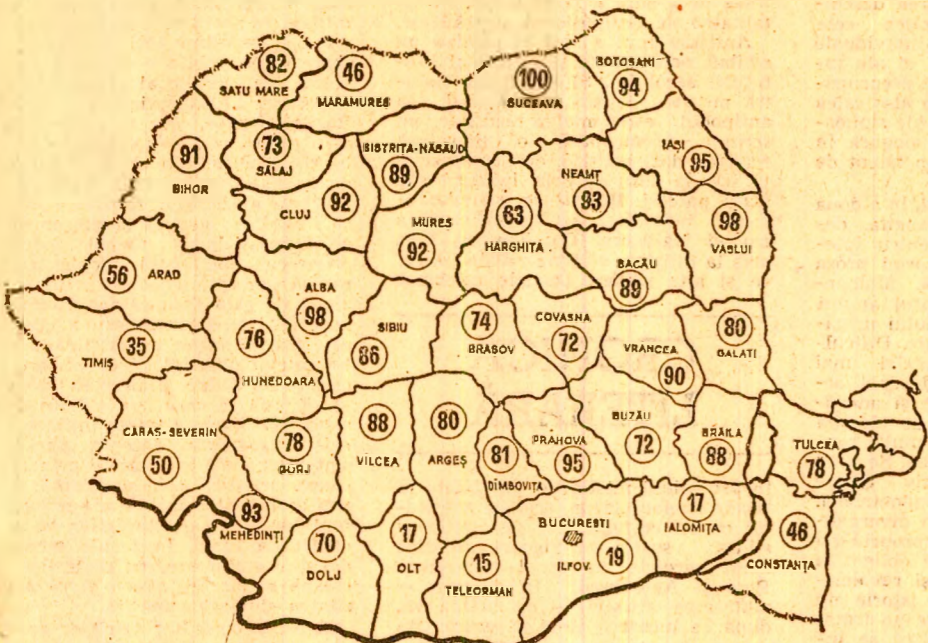 82
SATU MARE
46
MARAMUREȘ
100
SUCEAVA
BOTOȘANI
94
91
BIHOR
73
SĂLAJ
BISTRIȚA-NĂSĂUD
89
IAȘI
95
CLUJ
92
MUREȘ
92
63
HARGHITA
NEAMȚ
93
98
VASLUI
56
ARAD
ALBA
98
BACĂU
89
TIMIȘ
35
76
HUNEDOARA
SIBIU
86
74
BRAȘOV
COVASNA
72
VRANCEA
90
80
GALAȚI
CARAȘ-SEVERIN
50
78
GORJ
88
VÎLCEA
80
ARGEȘ
81
DÎMBOVIȚA
PRAHOVA
95
BUZĂU
72
BRĂILA
88
TULCEA
78
93
MEHEDINȚI
70
DOLJ
17
OLT
15
TELEORMAN
BUCUREȘTI
ILFOV
19
17
IALOMIȚA
46
CONSTANȚA